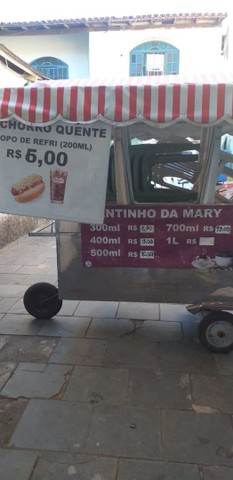 CHORRO QUENTE
OPO DE REFRI (200ML)
R$ 5,00
NTINHO DA MARY
300ml R$
700ml R$
400ml R$
1L R$
500ml R$